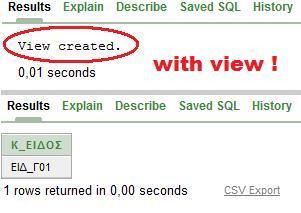 Results Explain Describe Saved SQL History
View created.
0,01 seconds
with view !
Results Explain Describe Saved SQL History
Κ_ΕΙΔΟΣ
ΕΙΔ_Γ01
1 rows returned in 0,00 seconds CSV Export